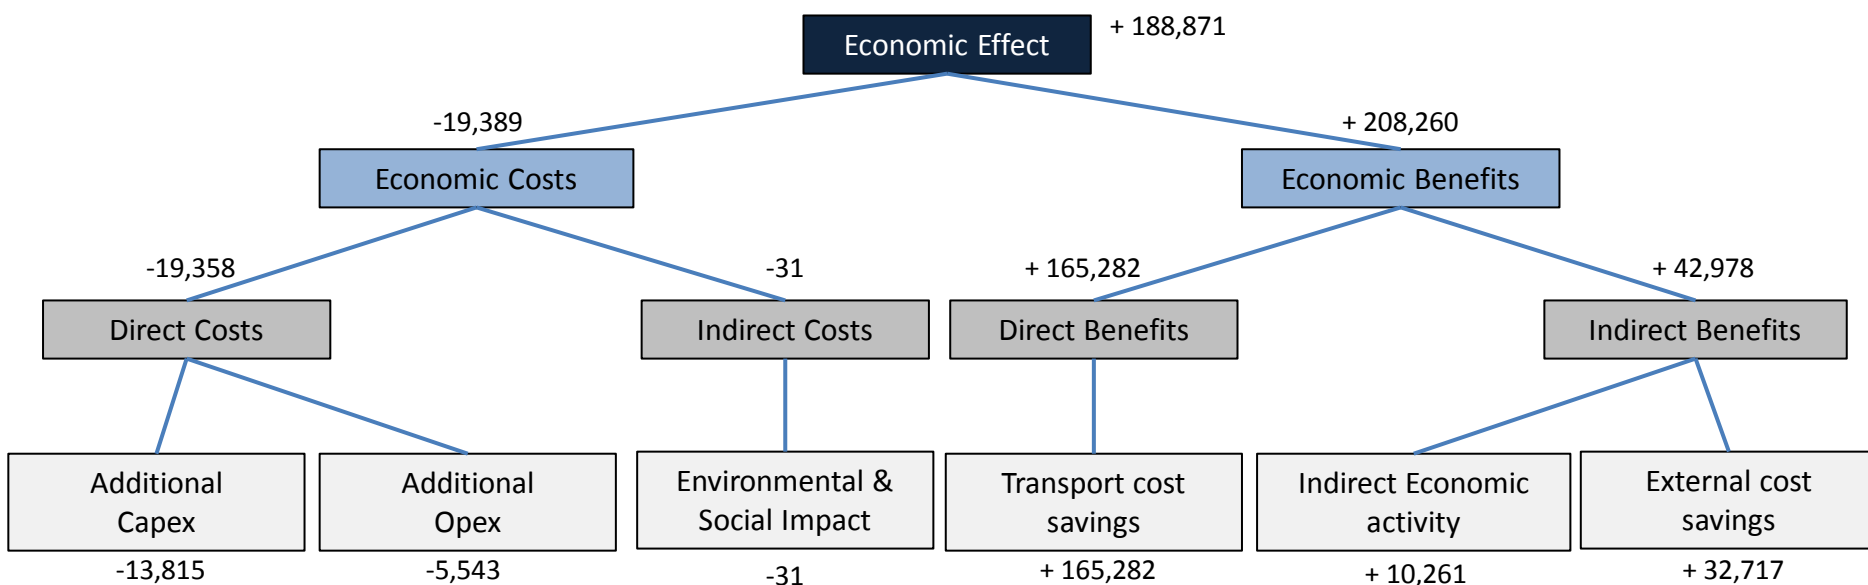 Economic Effect
+ 188,871
-19,389
+ 208,260
Economic Costs
Economic Benefits
-19,358
-31
+ 165,282
+ 42,978
Direct Costs
Indirect Costs
Direct Benefits
Indirect Benefits
Additional
Capex
Additional
Opex
Environmental &
Social Impact
Transport cost
savings
Indirect Economic
activity
External cost
savings
-13,815
-5,543
-31
+ 165,282
+ 10,261
+ 32,717